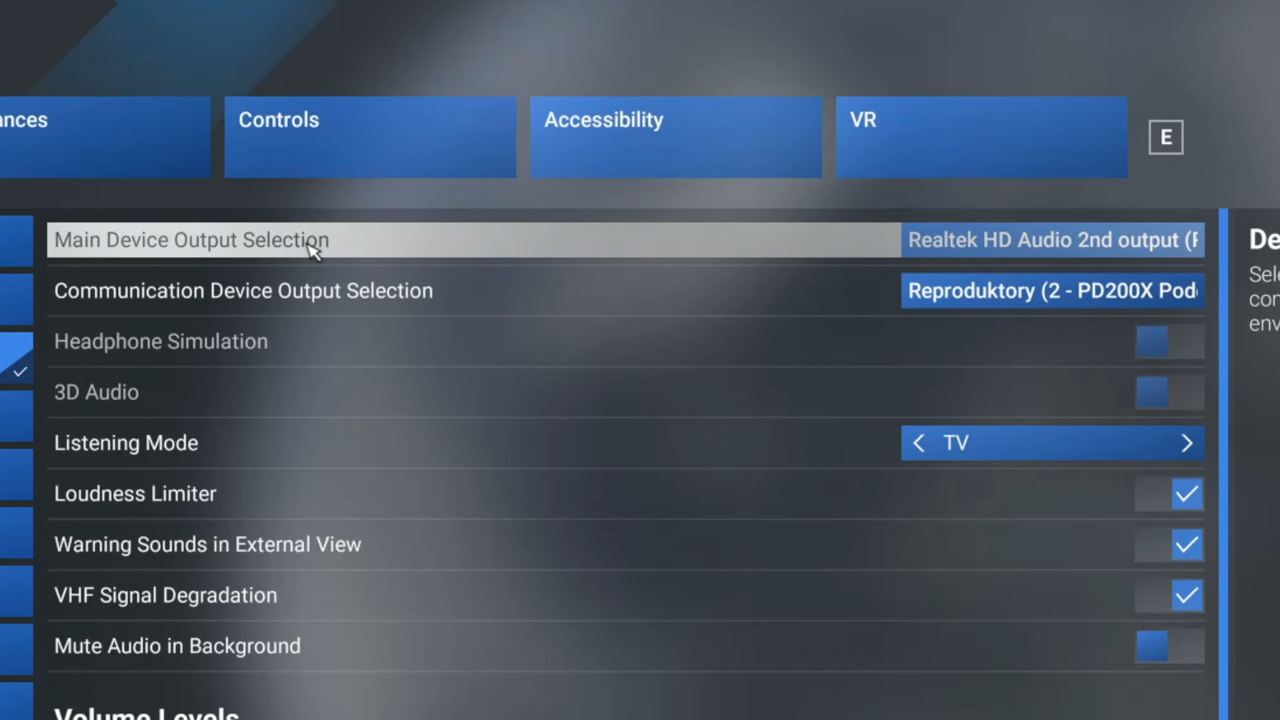 ances
Controls
Accessibility
VR
E
Main Device Output Selection
Realtek HD Audio 2nd output (
Communication Device Output Selection
Reproduktory (2 - PD200X Pod
Headphone Simulation
3D Audio
Listening Mode
TV
Loudness Limiter
Warning Sounds in External View
VHF Signal Degradation
Mute Audio in Background
Volume Levels
De
Sele
con
env